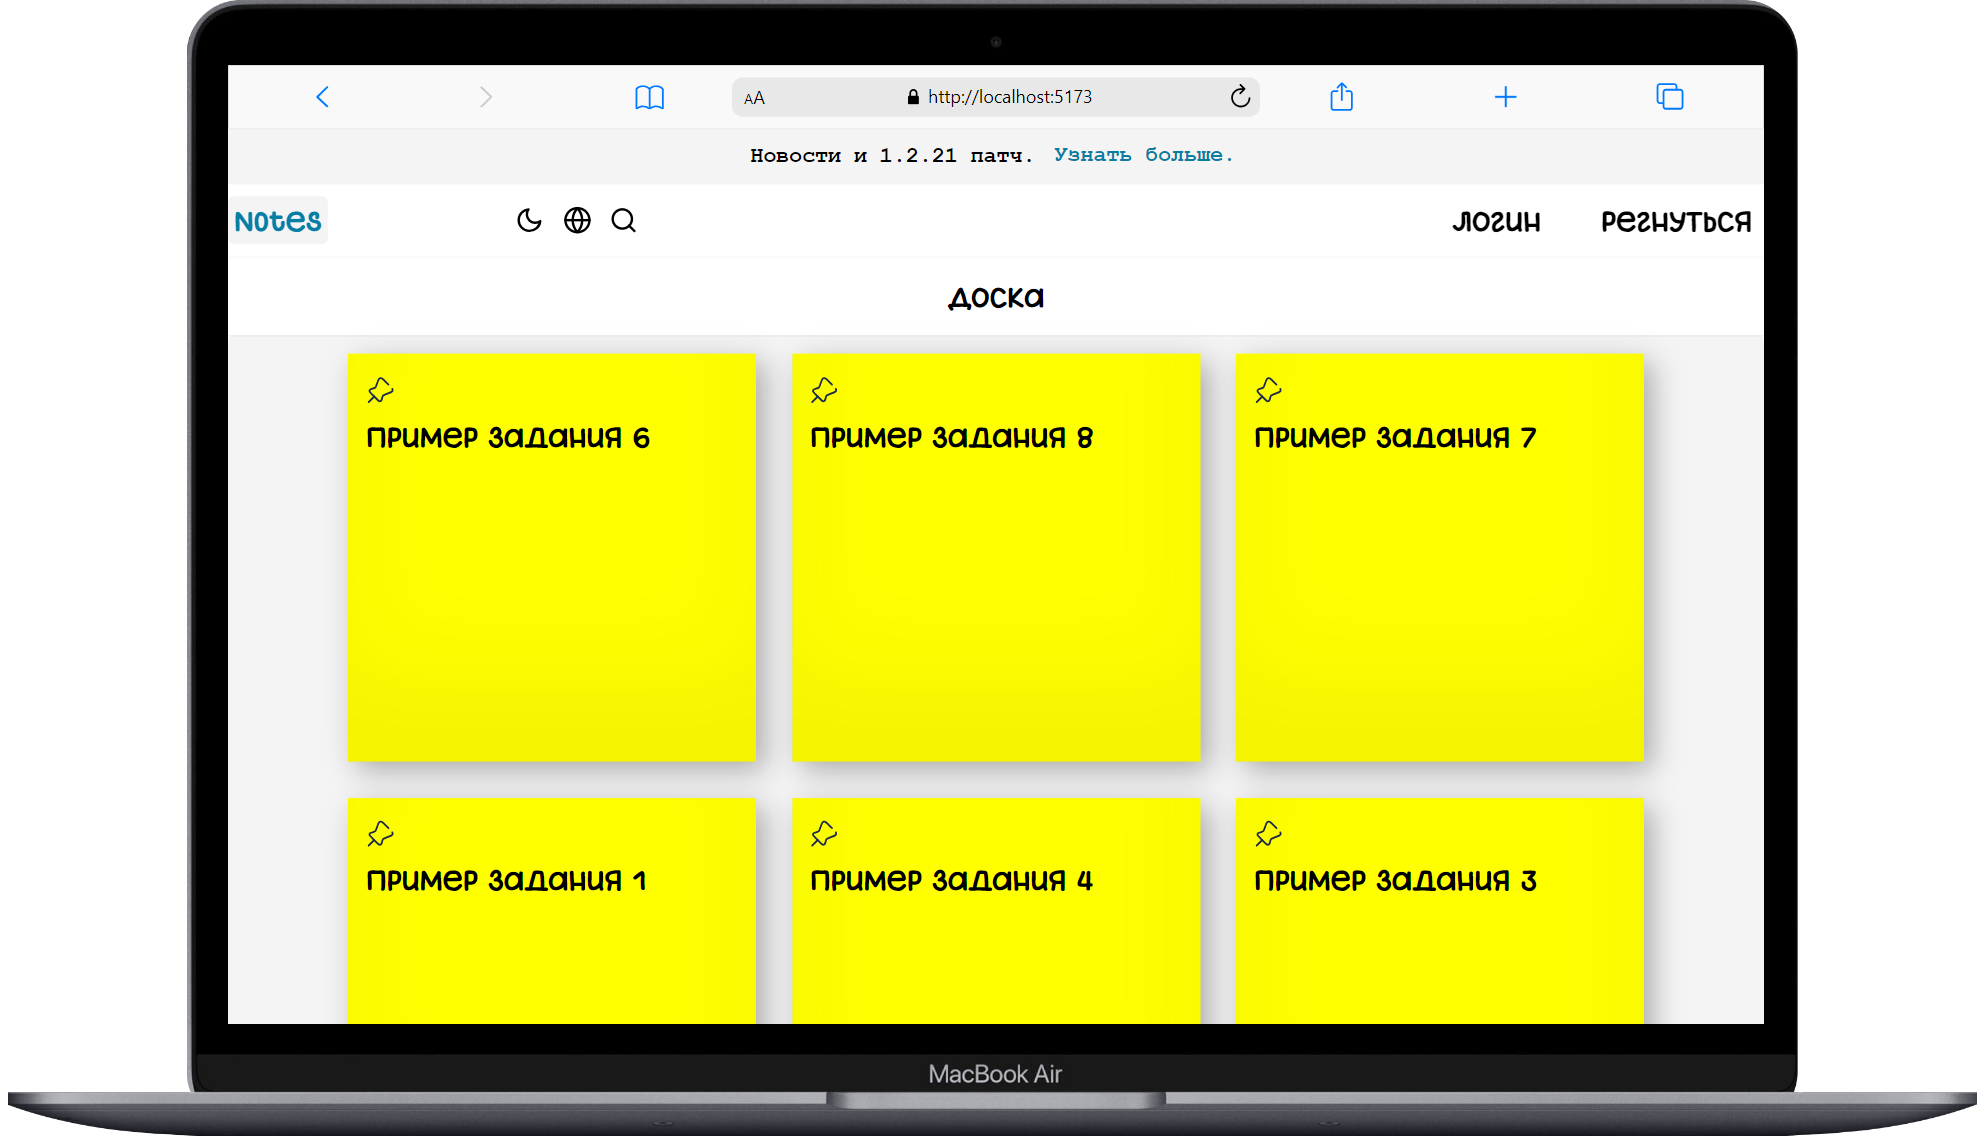 AA http://localhost:5173
Новости и 1.2.21 патч. Узнать больше.
Notes логин регнуться
доска
пример задания 6 пример задания 8 пример задания 7
пример задания 1 пример задания 4 пример задания 3
MacBook Air